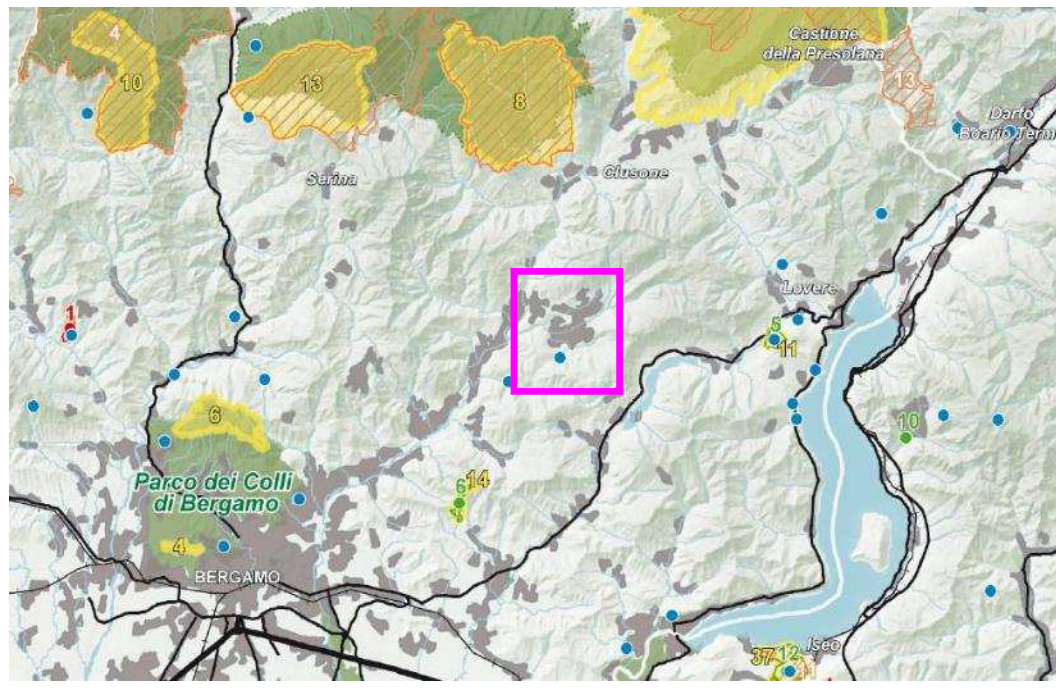 4
10
13
8
Castione
della Presolana
13
Darfo
Boario Term
Serina
Clusone
1
Lovere
5
11
6
10
Parco dei Colli
di Bergamo
14
6
4
BERGAMO
37
12
Iseo